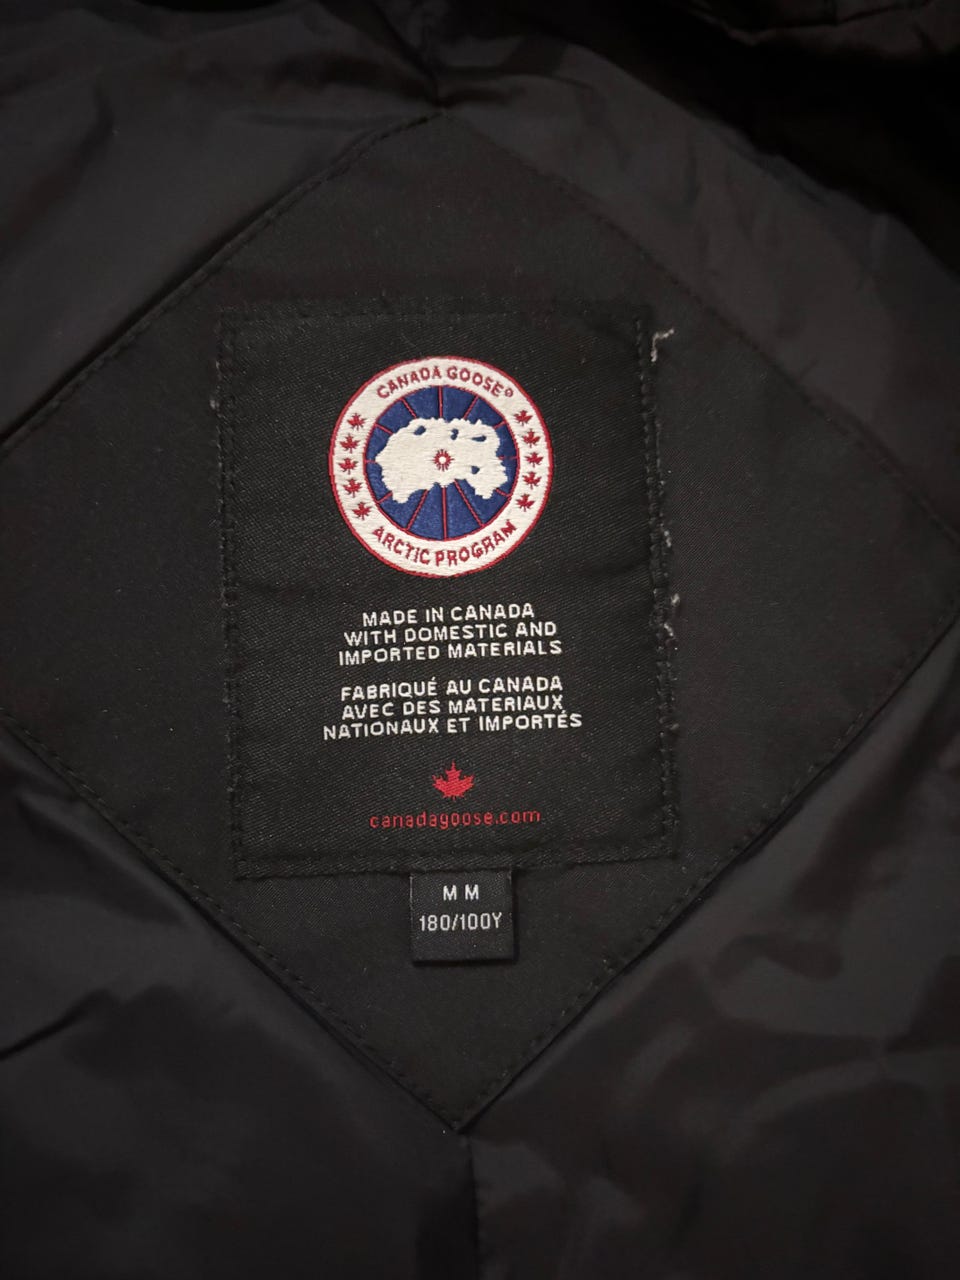 CANADA GOOSE®
ARCTIC PROGRAM
MADE IN CANADA
WITH DOMESTIC AND
IMPORTED MATERIALS
FABRIQUÉ AU CANADA
AVEC DES MATERIAUX
NATIONAUX ET IMPORTÉS
canadagoose.com
M M
180/100Y